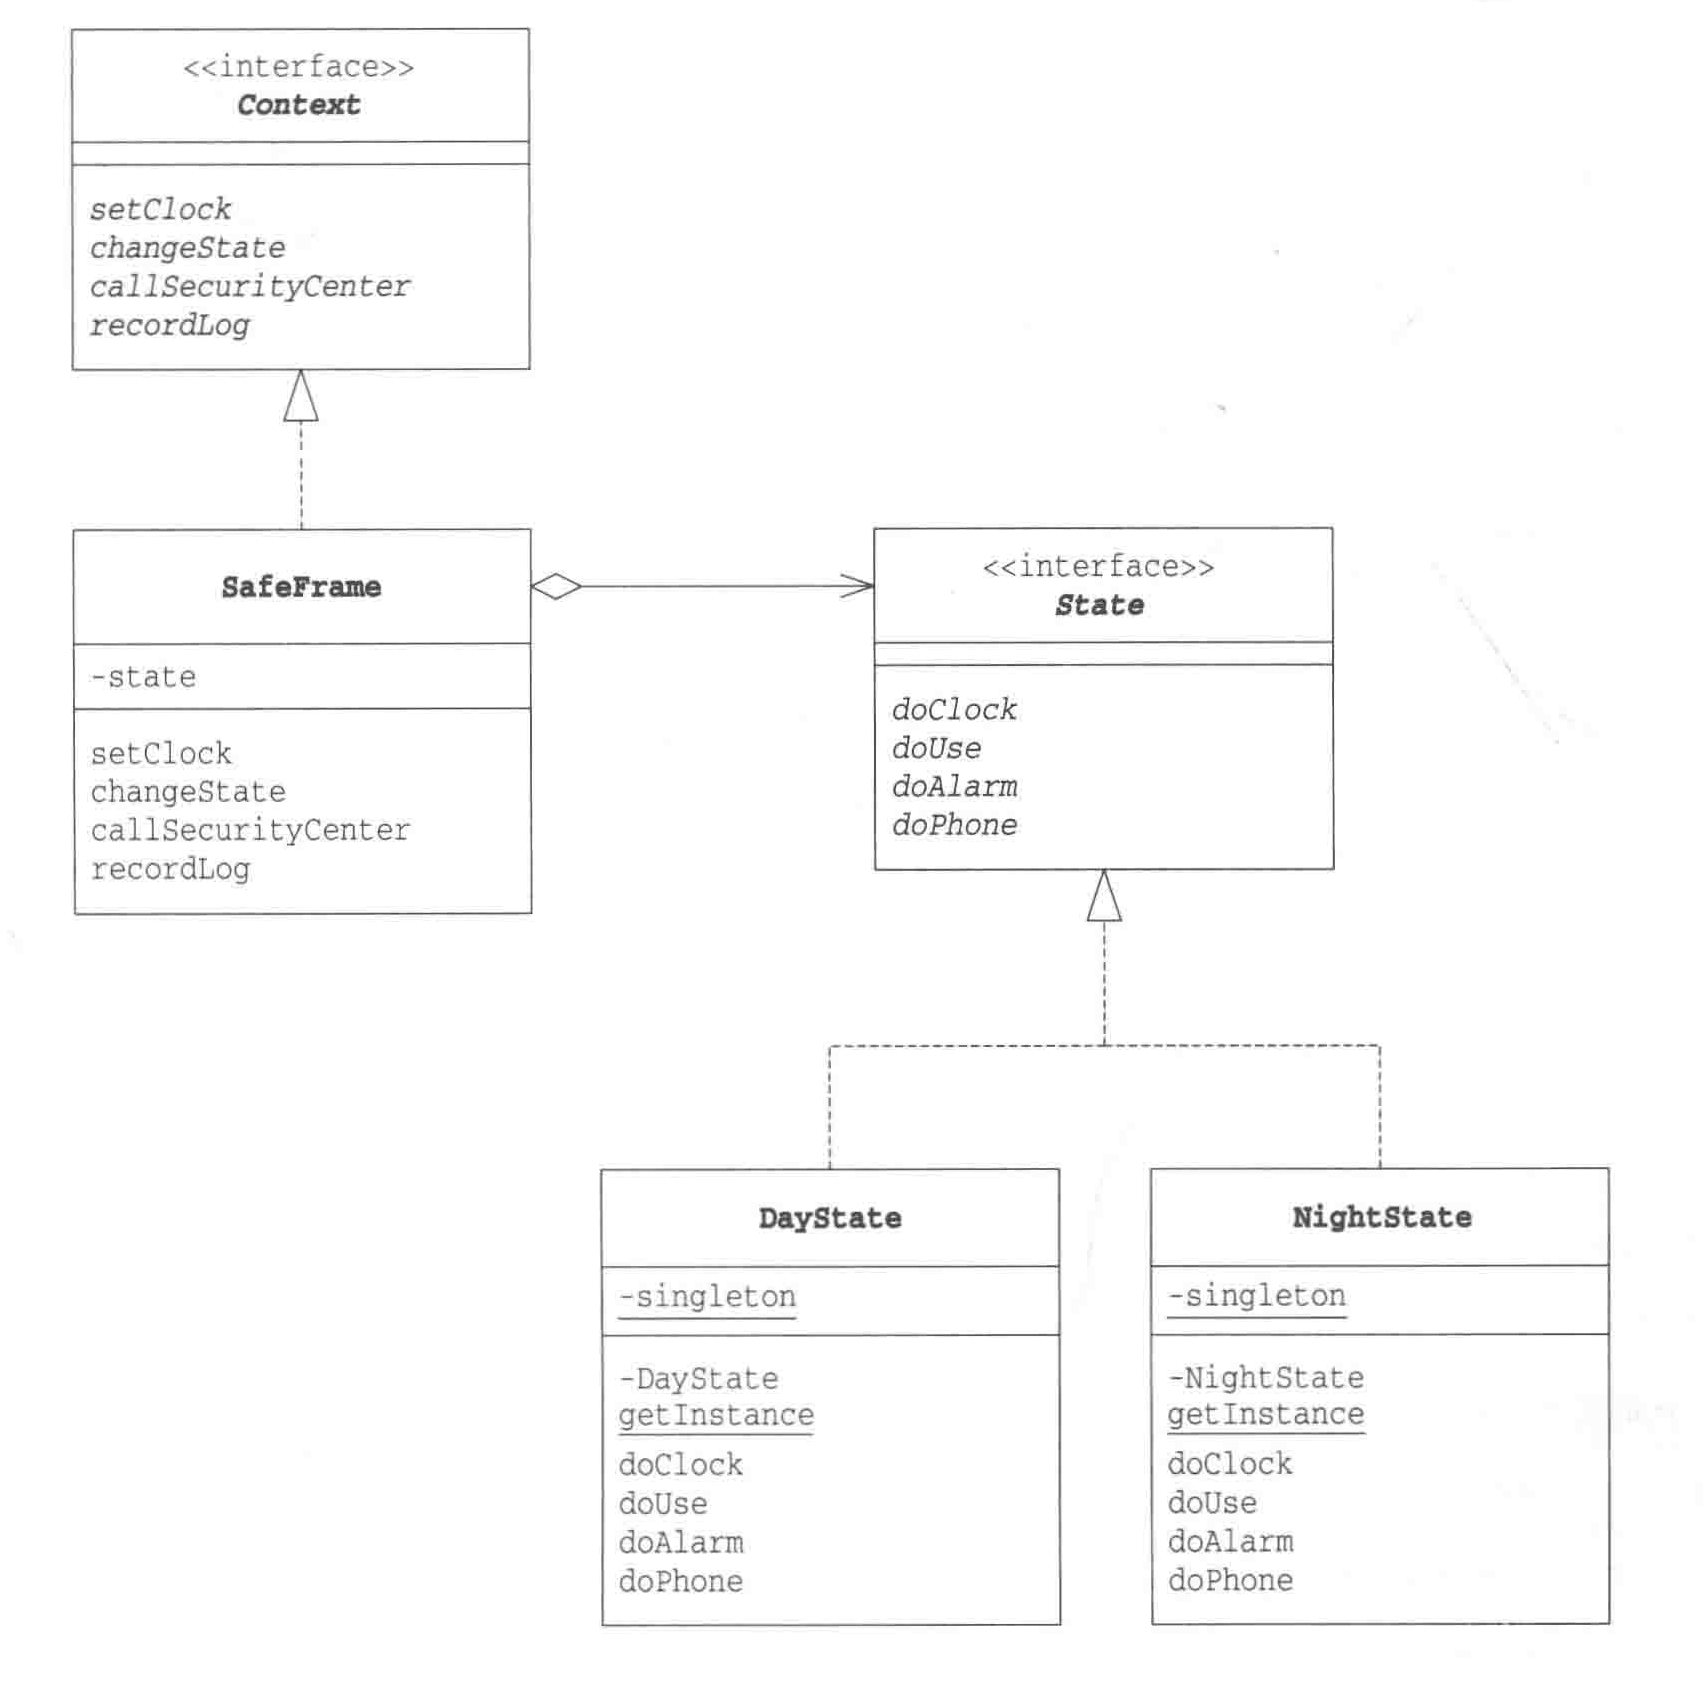 <<interface>>
Context
setClock
changeState
callSecurityCenter
recordLog
SafeFrame
-state
setClock
changeState
callSecurityCenter
recordLog
<<interface>>
State
doClock
doUse
doAlarm
doPhone
DayState
-singleton
-DayState
getInstance
doClock
doUse
doAlarm
doPhone
NightState
-singleton
-NightState
getInstance
doClock
doUse
doAlarm
doPhone